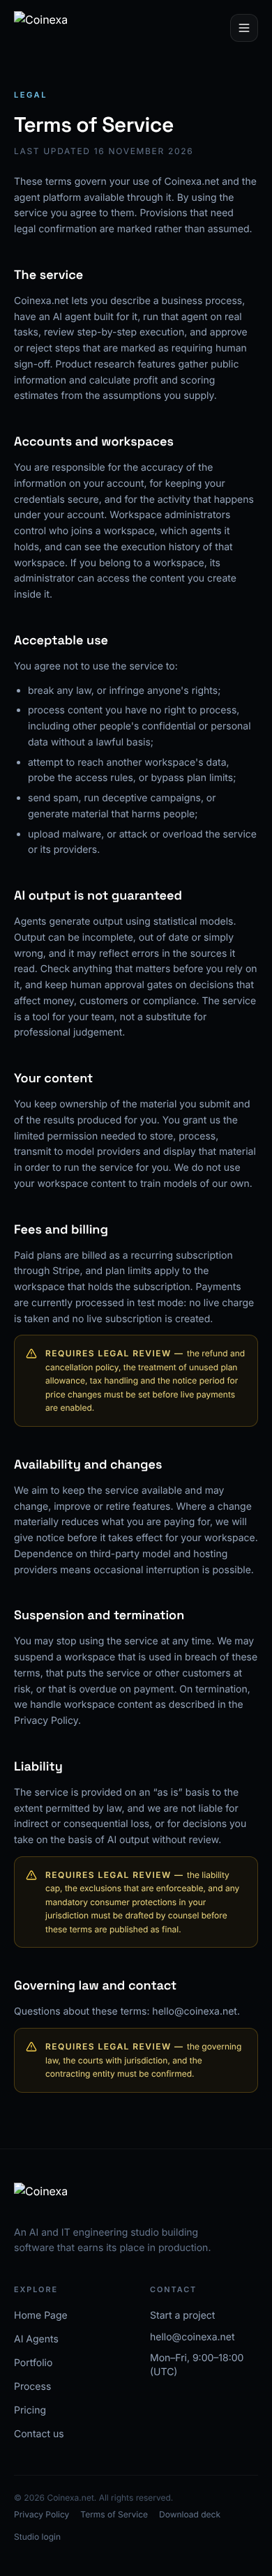 Coinexa
LEGAL
Terms of Service
LAST UPDATED 16 NOVEMBER 2026
These terms govern your use of Coinexa.net and the
agent platform available through it. By using the
service you agree to them. Provisions that need
legal confirmation are marked rather than assumed.
The service
Coinexa.net lets you describe a business process,
have an AI agent built for it, run that agent on real
tasks, review step-by-step execution, and approve
or reject steps that are marked as requiring human
sign-off. Product research features gather public
information and calculate profit and scoring
estimates from the assumptions you supply.
Accounts and workspaces
You are responsible for the accuracy of the
information on your account, for keeping your
credentials secure, and for the activity that happens
under your account. Workspace administrators
control who joins a workspace, which agents it
holds, and can see the execution history of that
workspace. If you belong to a workspace, its
administrator can access the content you create
inside it.
Acceptable use
You agree not to use the service to:
• break any law, or infringe anyone's rights;
• process content you have no right to process,
including other people's confidential or personal
data without a lawful basis;
• attempt to reach another workspace's data,
probe the access rules, or bypass plan limits;
• send spam, run deceptive campaigns, or
generate material that harms people;
• upload malware, or attack or overload the service
or its providers.
AI output is not guaranteed
Agents generate output using statistical models.
Output can be incomplete, out of date or simply
wrong, and it may reflect errors in the sources it
read. Check anything that matters before you rely on
it, and keep human approval gates on decisions that
affect money, customers or compliance. The service
is a tool for your team, not a substitute for
professional judgement.
Your content
You keep ownership of the material you submit and
of the results produced for you. You grant us the
limited permission needed to store, process,
transmit to model providers and display that material
in order to run the service for you. We do not use
your workspace content to train models of our own.
Fees and billing
Paid plans are billed as a recurring subscription
through Stripe, and plan limits apply to the
workspace that holds the subscription. Payments
are currently processed in test mode: no live charge
is taken and no live subscription is created.
REQUIRES LEGAL REVIEW — the refund and
cancellation policy, the treatment of unused plan
allowance, tax handling and the notice period for
price changes must be set before live payments
are enabled.
Availability and changes
We aim to keep the service available and may
change, improve or retire features. Where a change
materially reduces what you are paying for, we will
give notice before it takes effect for your workspace.
Dependence on third-party model and hosting
providers means occasional interruption is possible.
Suspension and termination
You may stop using the service at any time. We may
suspend a workspace that is used in breach of these
terms, that puts the service or other customers at
risk, or that is overdue on payment. On termination,
we handle workspace content as described in the
Privacy Policy.
Liability
The service is provided on an “as is” basis to the
extent permitted by law, and we are not liable for
indirect or consequential loss, or for decisions you
take on the basis of AI output without review.
REQUIRES LEGAL REVIEW — the liability
cap, the exclusions that are enforceable, and any
mandatory consumer protections in your
jurisdiction must be drafted by counsel before
these terms are published as final.
Governing law and contact
Questions about these terms: hello@coinexa.net.
REQUIRES LEGAL REVIEW — the governing
law, the courts with jurisdiction, and the
contracting entity must be confirmed.
Coinexa
An AI and IT engineering studio building
software that earns its place in production.
EXPLORE
Home Page
AI Agents
Portfolio
Process
Pricing
Contact us
CONTACT
Start a project
hello@coinexa.net
Mon–Fri, 9:00–18:00
(UTC)
© 2026 Coinexa.net. All rights reserved.
Privacy Policy Terms of Service Download deck
Studio login